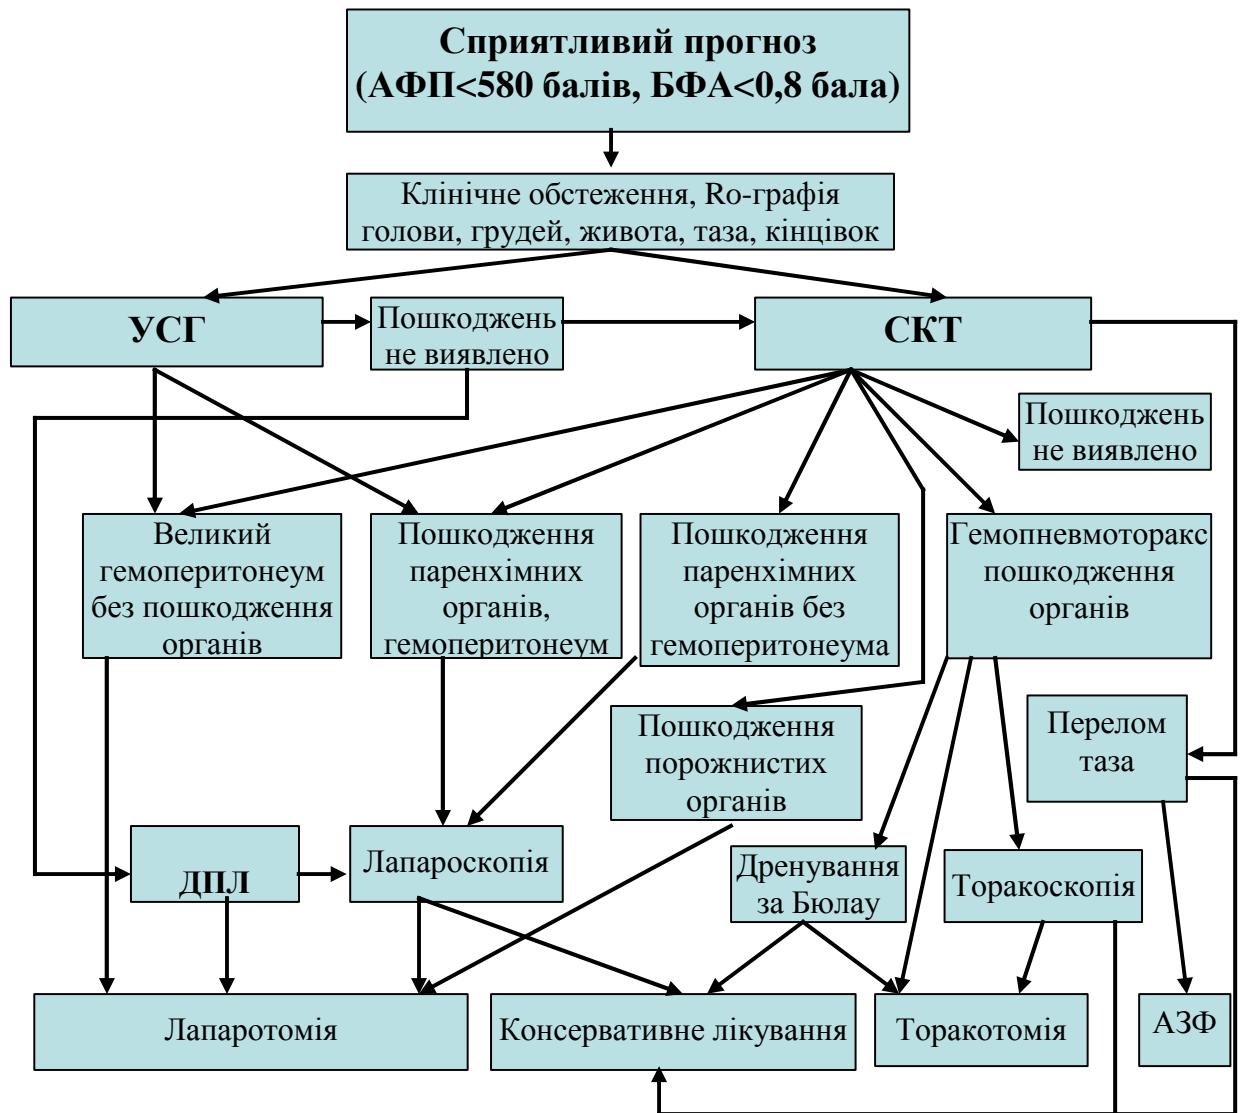 Сприятливий прогноз
(АФП<580 балів, БФА<0,8 бала)
Клінічне обстеження, Ro-графія
голови, грудей, живота, таза, кінцівок
УСГ
Пошкоджень
не виявлено
СКТ
Пошкоджень
не виявлено
Великий
гемоперитонеум
без пошкодження
органів
Пошкодження
паренхімних
органів,
гемоперитонеум
Пошкодження
паренхімних
органів без
гемоперитонеума
Гемопневмоторакс
пошкодження
органів
Пошкодження
порожнистих
органів
Перелом
таза
ДПЛ
Лапароскопія
Дренування
за Бюлау
Торакоскопія
Лапаротомія
Консервативне лікування
Торакотомія
АЗФ